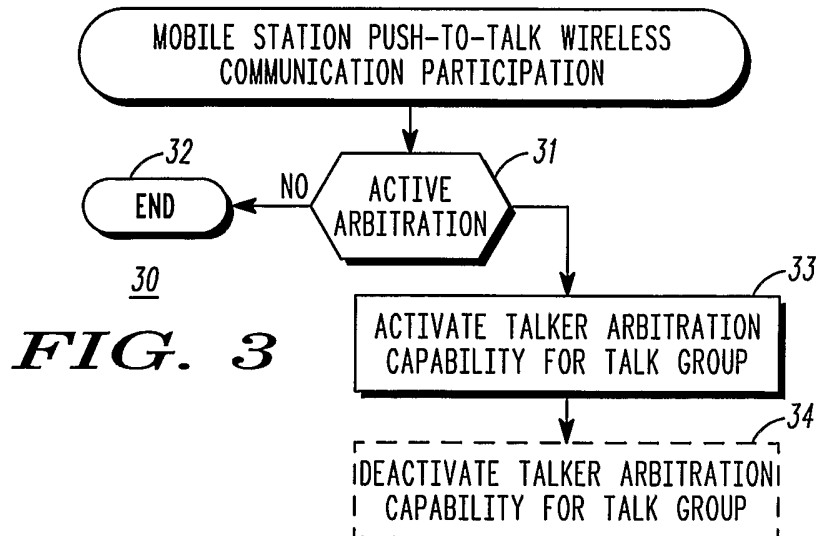 MOBILE STATION PUSH-TO-TALK WIRELESS
COMMUNICATION PARTICIPATION
32
END
NO
ACTIVE
ARBITRATION
31
30
FIG. 3
33
ACTIVATE TALKER ARBITRATION
CAPABILITY FOR TALK GROUP
34
DEACTIVATE TALKER ARBITRATION
CAPABILITY FOR TALK GROUP